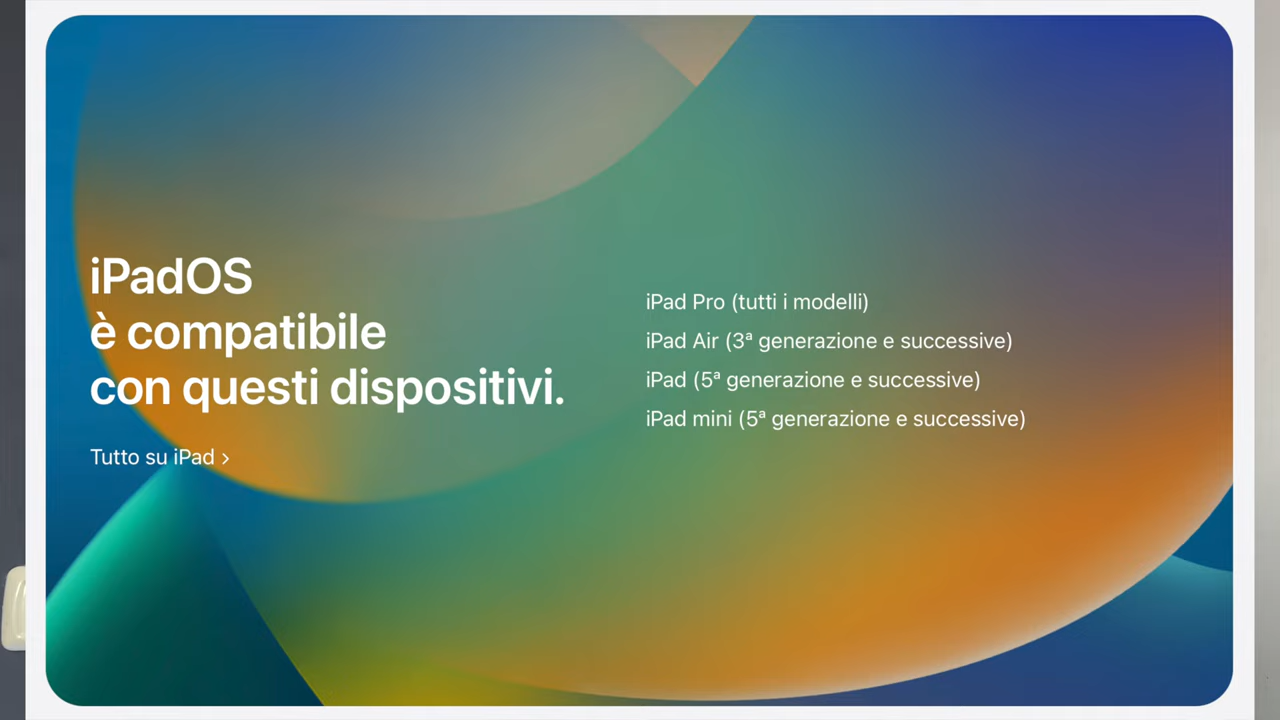 iPadOS
è compatibile
con questi dispositivi.
Tutto su iPad ›
iPad Pro (tutti i modelli)
iPad Air (3ª generazione e successive)
iPad (5ª generazione e successive)
iPad mini (5ª generazione e successive)